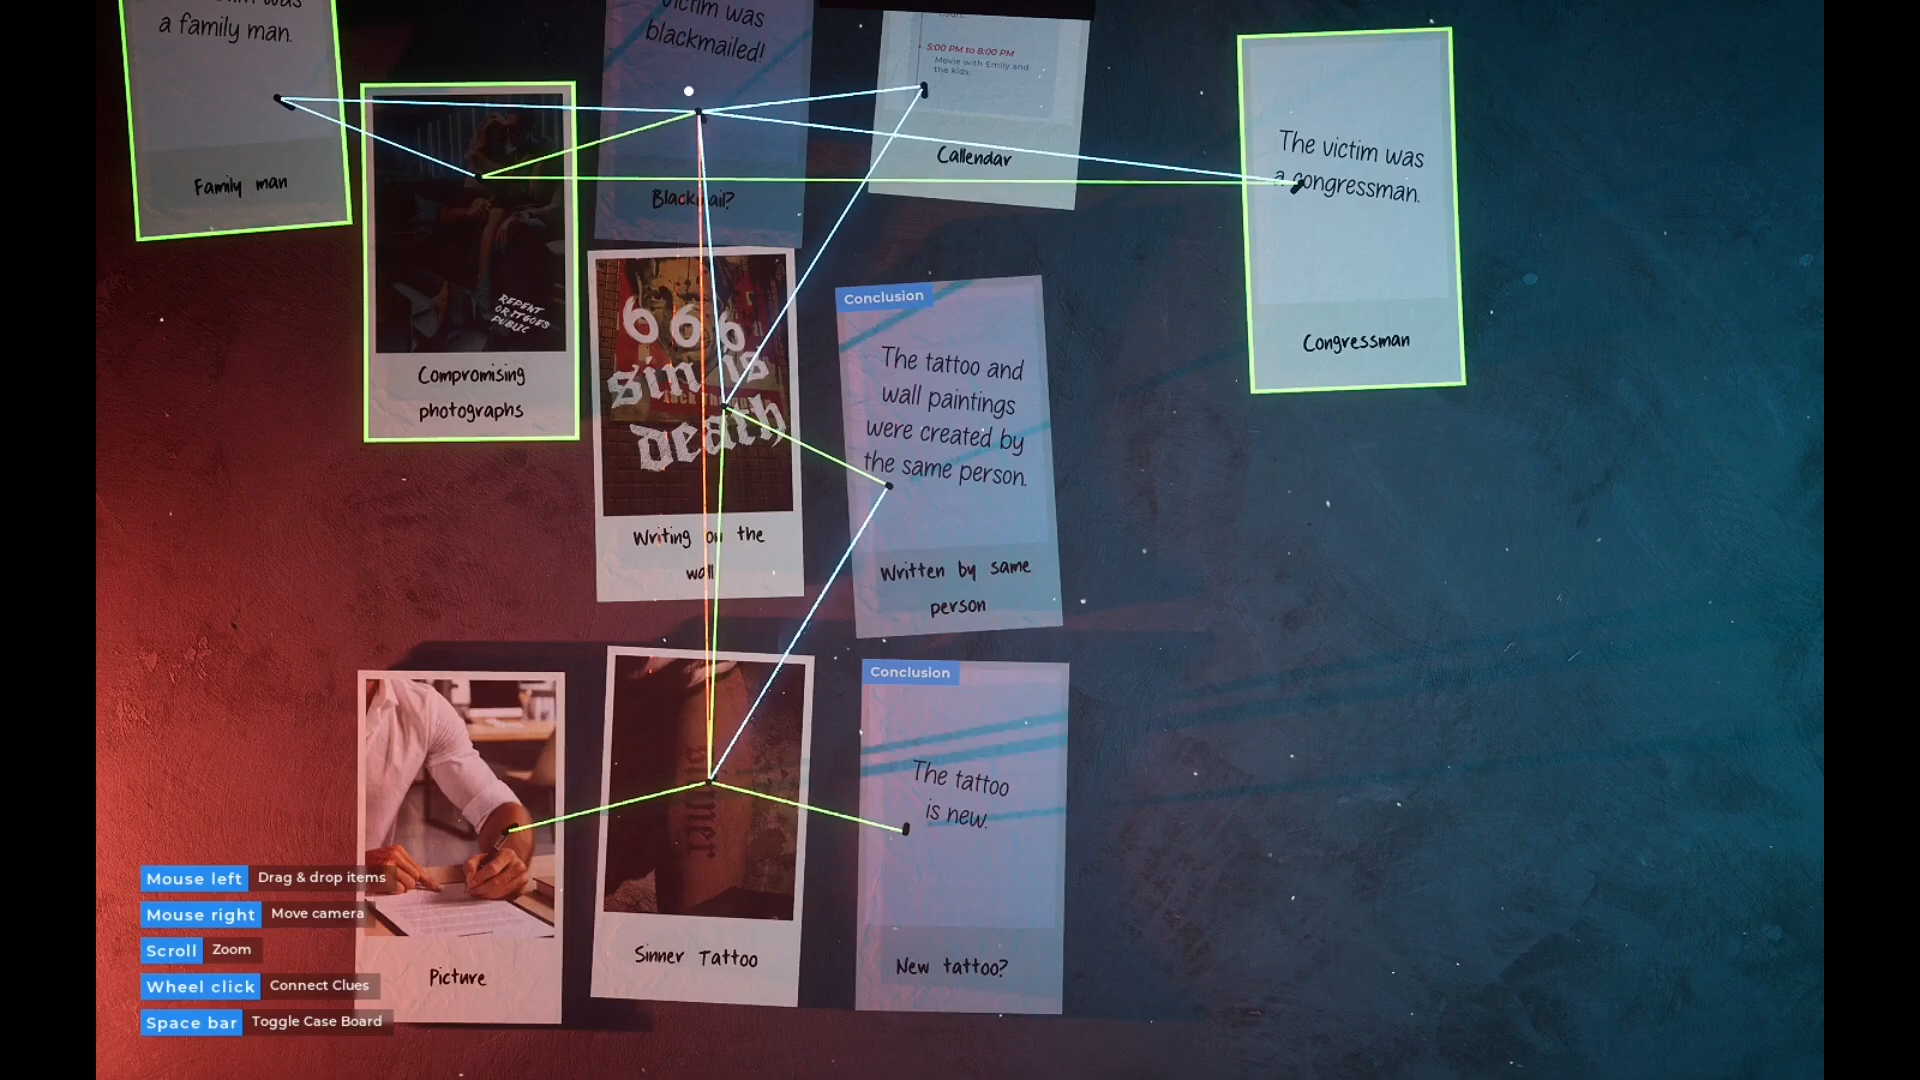 a family man.
Family man
REPENT
OR IT GOES
PUBLIC
Compromising
photographs
victim was
blackmailed!
Blackmail?
5:00 PM to 8:00 PM
Movie with Emily and
the kids.
Callendar
The victim was
a congressman.
Congressman
666
sin is
death
Writing on the
wall
Conclusion
The tattoo and
wall paintings
were created by
the same person.
Written by same
person
Picture
sinner
Sinner Tattoo
Conclusion
The tattoo
is new.
New tattoo?
Mouse left Drag & drop items
Mouse right Move camera
Scroll Zoom
Wheel click Connect Clues
Space bar Toggle Case Board